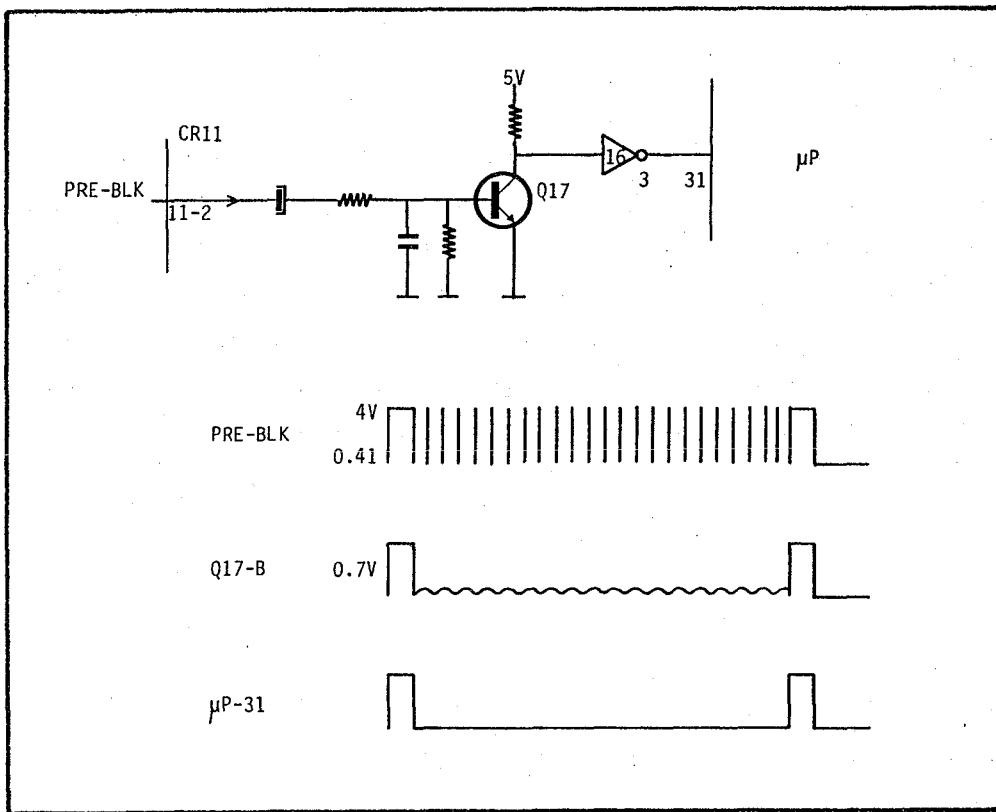 5V
CR11
16
μP
Q17
3
31
PRE-BLK
11-2
4V
PRE-BLK
0.41
Q17-B
0.7V
μP-31